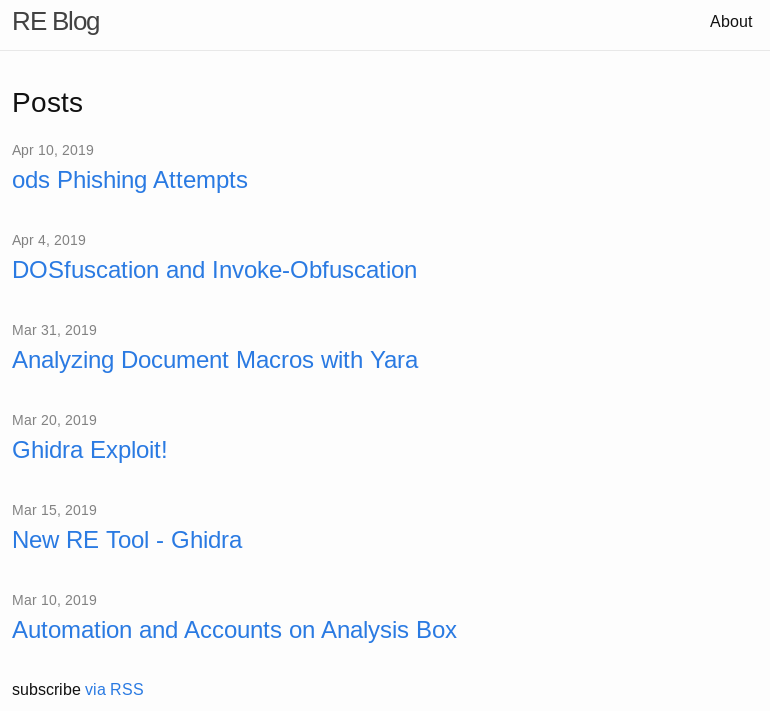 RE Blog
About
Posts
Apr 10, 2019
ods Phishing Attempts
Apr 4, 2019
DOSfuscation and Invoke-Obfuscation
Mar 31, 2019
Analyzing Document Macros with Yara
Mar 20, 2019
Ghidra Exploit!
Mar 15, 2019
New RE Tool - Ghidra
Mar 10, 2019
Automation and Accounts on Analysis Box
subscribe via RSS